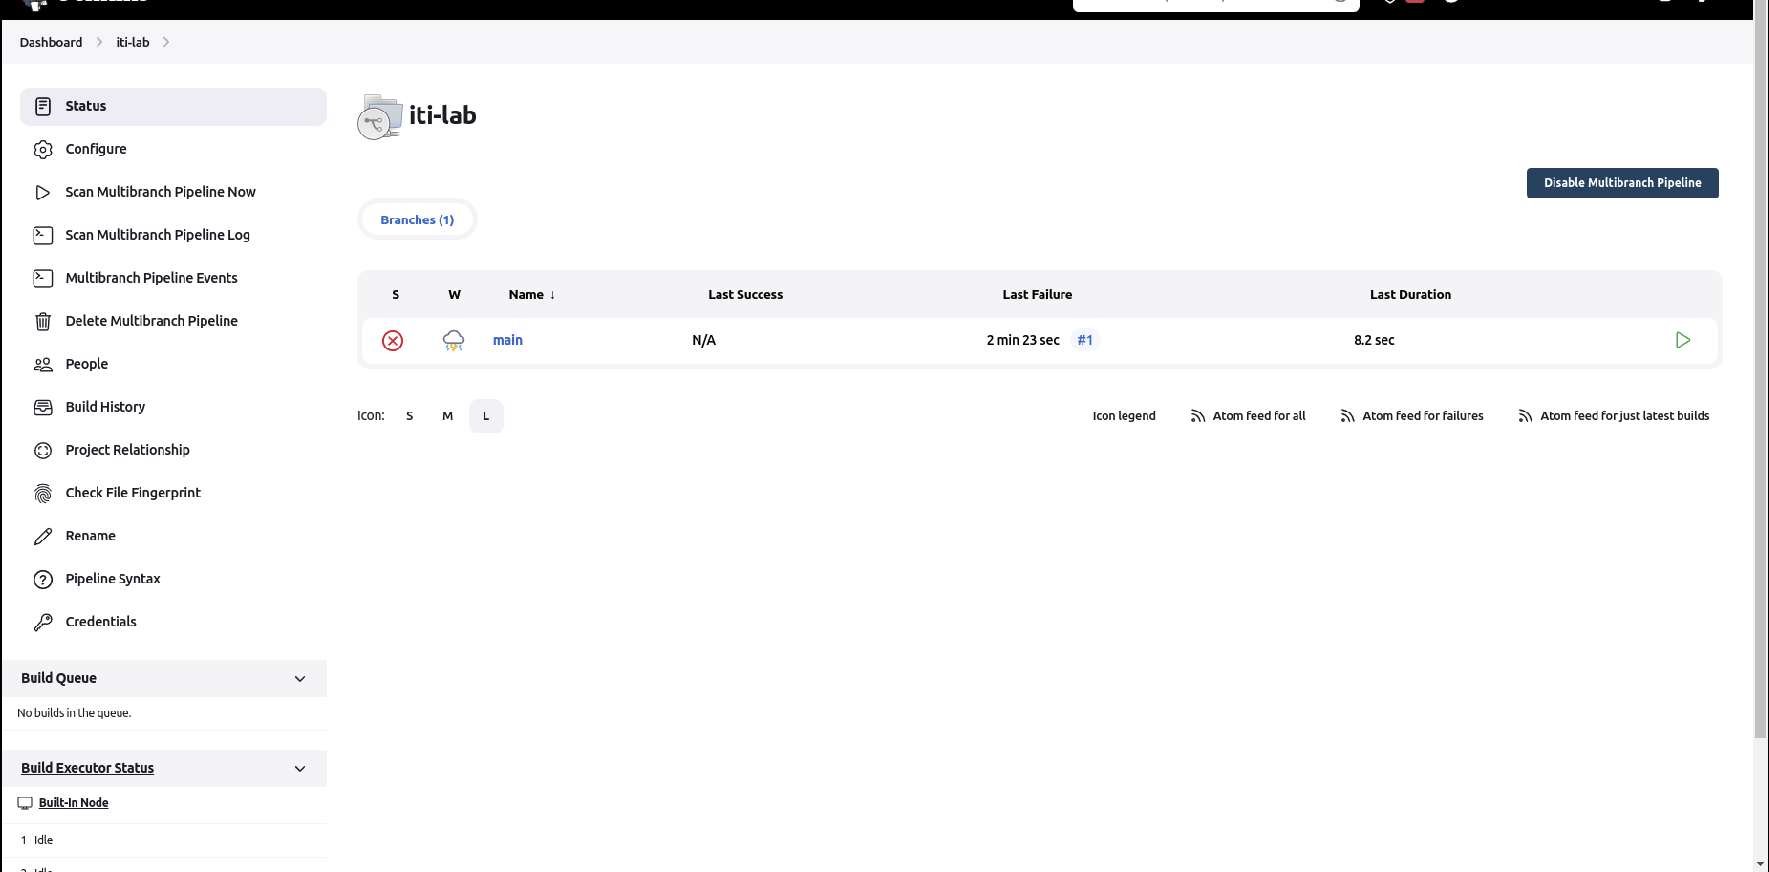 Dashboard > iti-lab >
Status
Configure
Scan Multibranch Pipeline Now
Scan Multibranch Pipeline Log
Multibranch Pipeline Events
Delete Multibranch Pipeline
People
Build History
Project Relationship
Check File Fingerprint
Rename
Pipeline Syntax
Credentials
Build Queue
No builds in the queue.
Build Executor Status
Built-In Node
1 Idle
iti-lab
Disable Multibranch Pipeline
Branches (1)
S W Name ↓ Last Success Last Failure Last Duration
main N/A 2 min 23 sec #1 8.2 sec
Icon: S M L
Icon legend Atom feed for all Atom feed for failures Atom feed for just latest builds